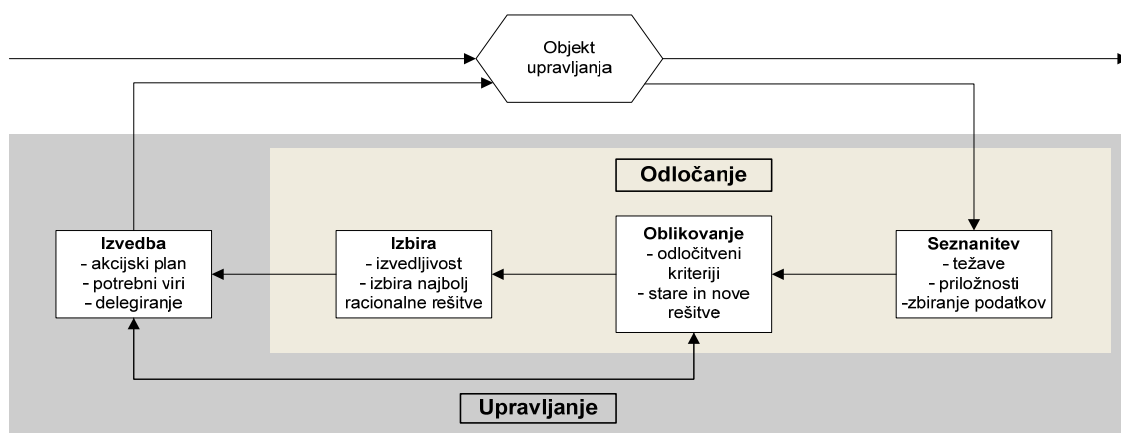 Objekt
upravljanja
Odločanje
Izvedba
- akcijski plan
- potrebni viri
- delegiranje
Izbira
- izvedljivost
- izbira najbolj
racionalne rešitve
Oblikovanje
- odločitveni
kriteriji
- stare in nove
rešitve
Seznanitev
- težave
- priložnosti
-zbiranje podatkov
Upravljanje